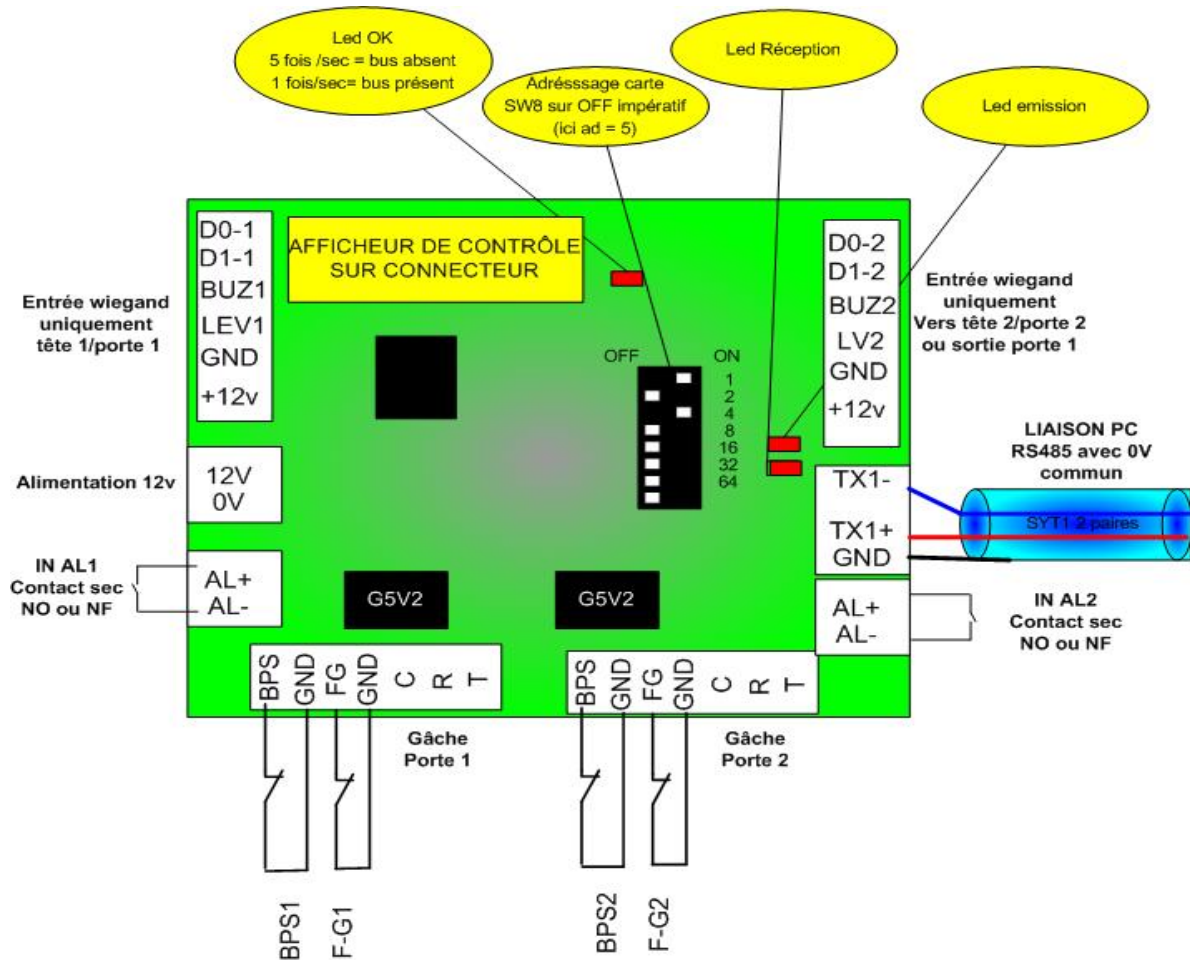 Led OK
5 fois /sec = bus absent
1 fois/sec= bus présent
Adrésssage carte
SW8 sur OFF impératif
(ici ad = 5)
Led Réception
Led emission
D0-1
D1-1
BUZ1
LEV1
GND
+12v
AFFICHEUR DE CONTRÔLE
SUR CONNECTEUR
D0-2
D1-2
BUZ2
LV2
GND
+12v
Entrée wiegand
uniquement
tête 1/porte 1
Entrée wiegand
uniquement
Vers tête 2/porte 2
ou sortie porte 1
OFF
ON
1
2
4
8
16
32
64
LIAISON PC
RS485 avec 0V
commun
Alimentation 12v
12V
0V
TX1-
TX1+
GND
SYT1 2 paires
IN AL1
Contact sec
NO ou NF
AL+
AL-
G5V2
G5V2
AL+
AL-
IN AL2
Contact sec
NO ou NF
BPS
GND
FG
GND
C
R
T
BPS
GND
FG
GND
C
R
T
Gâche
Porte 1
Gâche
Porte 2
BPS1
F-G1
BPS2
F-G2